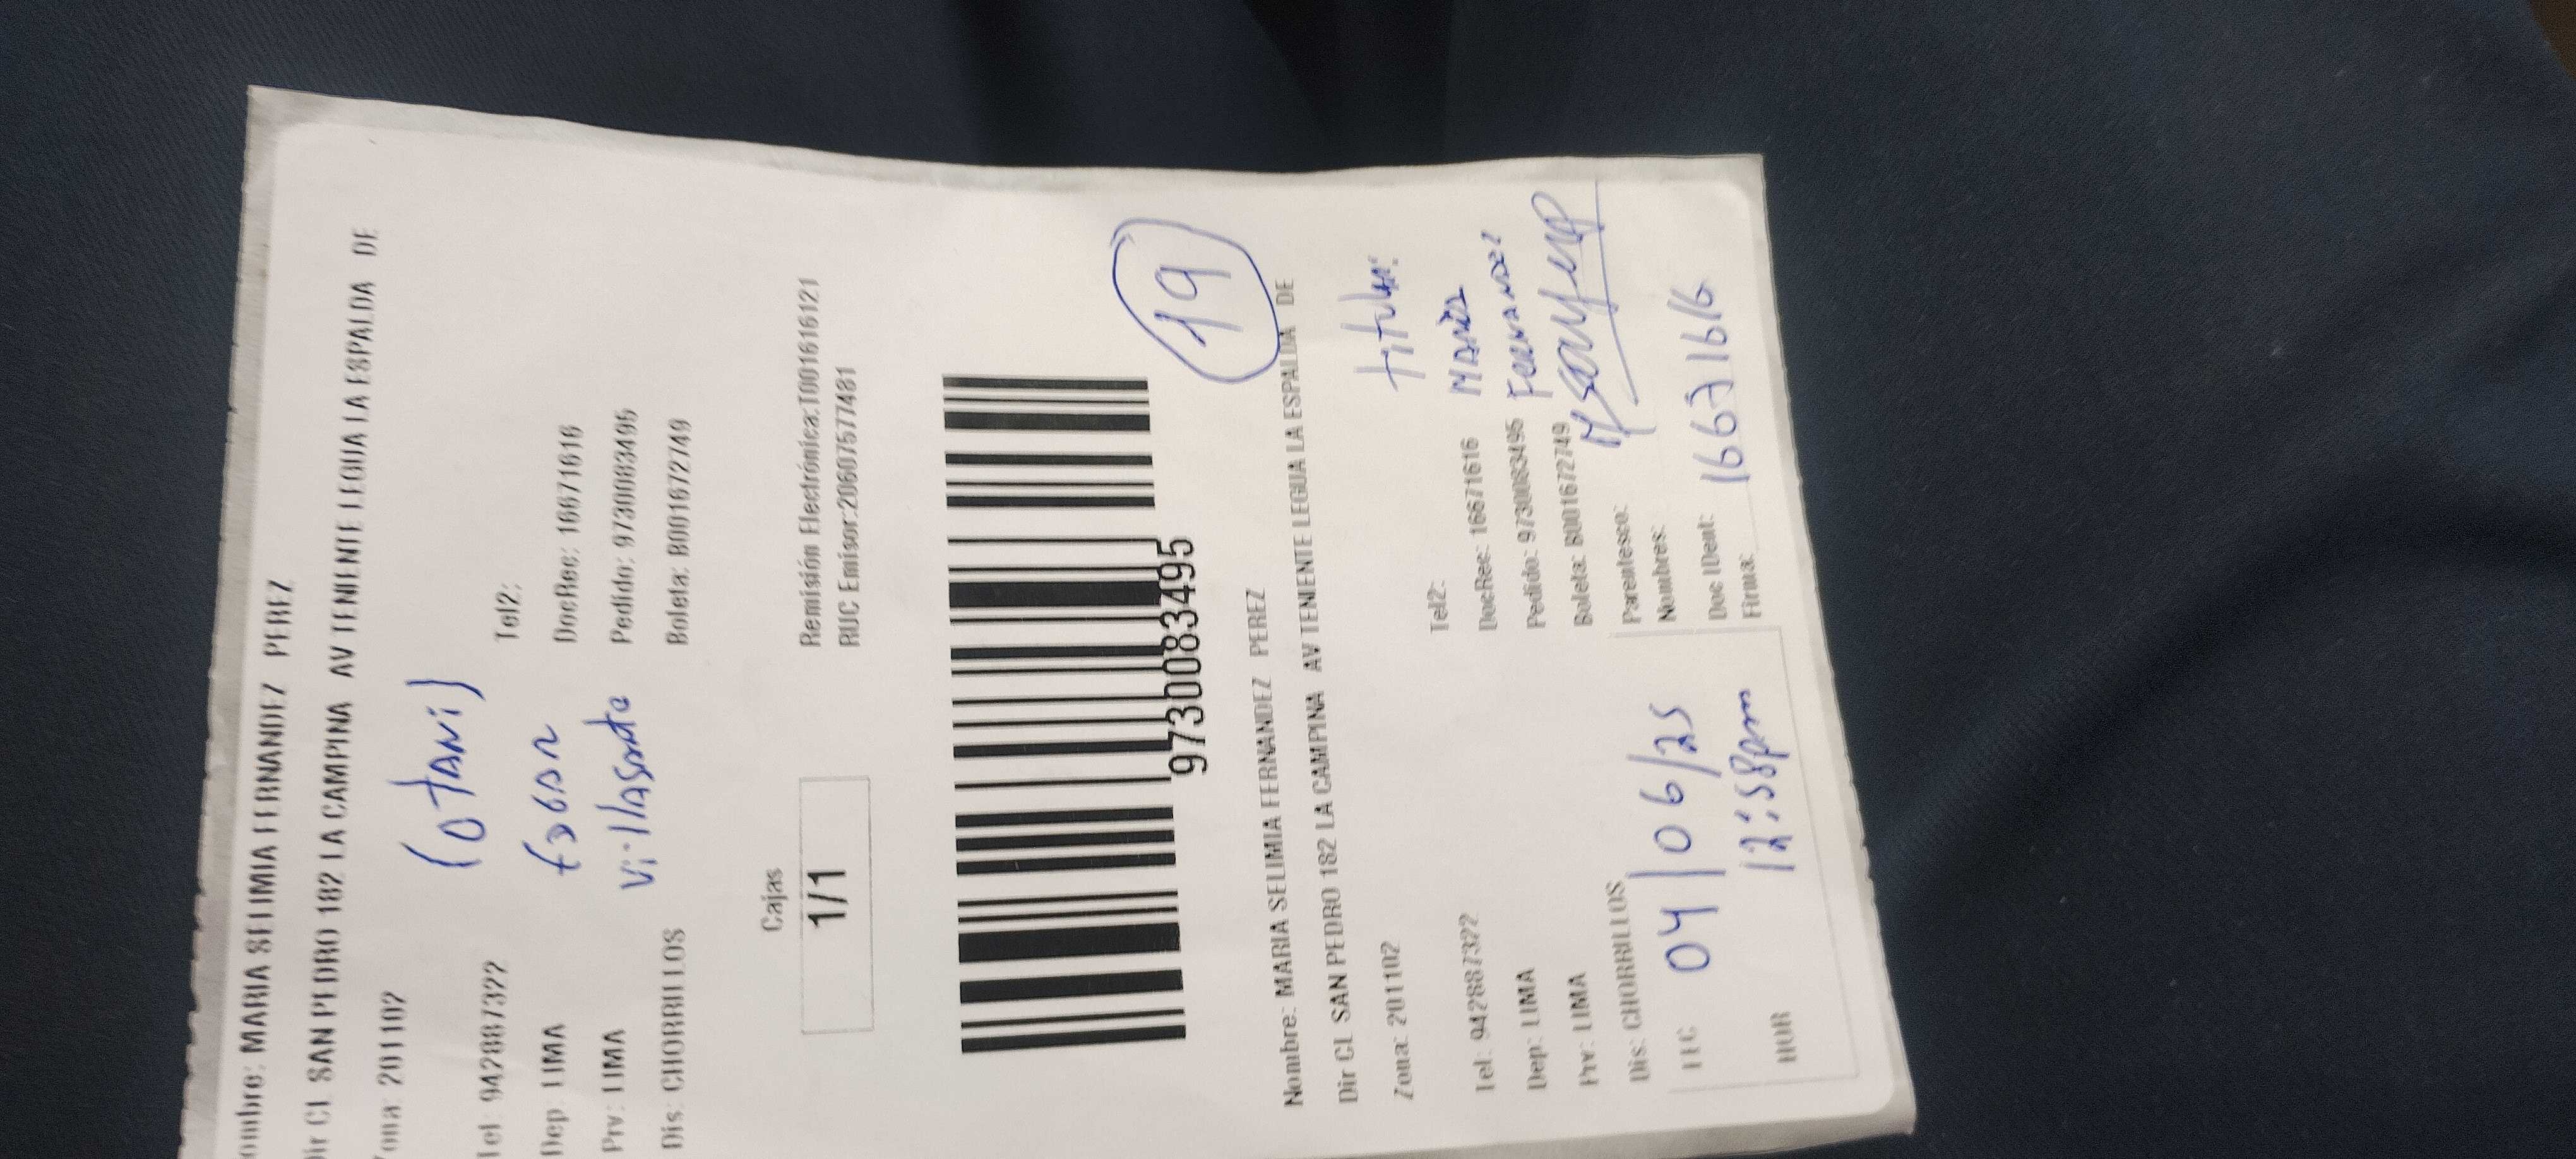 ombre: MARIA SELIMIA FERNANDEZ PEREZ
Dir CL SAN PEDRO 182 LA CAMPINA AV TENIENTE LEGUA LA ESPALDA DE
Zona: 201102
(otani)
Tel: 942887322 Tel2:
Dep: LIMA DocRec: 16671616
Prv: LIMA Villasante Pedido: 9730083495
Dis: CHORRILLOS Boleta: B001672749
Cajas
1/1
Remisión Electrónica:T001616121
RUC Emisor:20607577481
9730083495
19
Nombre: MARIA SELIMIA FERNANDEZ PEREZ
Dir CL SAN PEDRO 182 LA CAMPINA AV TENIENTE LEGUA LA ESPALDA DE
Zona: 201102
titular.
Tel: 942887322 Tel2:
Dep: LIMA DocRec: 16671616 MARIA
Prv: LIMA Pedido: 9730083495 FERNANDEZ
Dis: CHORRILLOS Boleta: B001672749
FEC 04/06/25
HOR 12:58pm
Parentesco:
Nombres:
Doc IDent: 16671616
Firma: